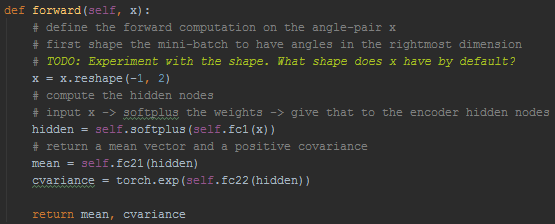 def forward(self, x):
# define the forward computation on the angle-pair x
# first shape the mini-batch to have angles in the rightmost dimension
# TODO: Experiment with the shape. What shape does x have by default?
x = x.reshape(-1, 2)
# compute the hidden nodes
# input x -> softplus the weights -> give that to the encoder hidden nodes
hidden = self.softplus(self.fc1(x))
# return a mean vector and a positive covariance
mean = self.fc21(hidden)
cvariance = torch.exp(self.fc22(hidden))
return mean, cvariance